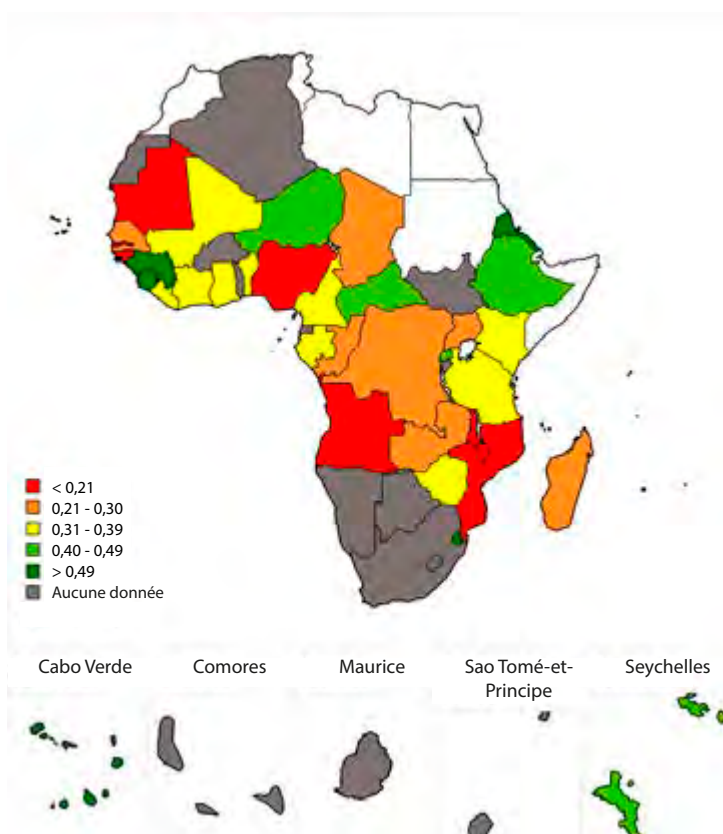 < 0,21
0,21 - 0,30
0,31 - 0,39
0,40 - 0,49
> 0,49
Aucune donnée
Cabo Verde
Comores
Maurice
Sao Tomé-et-
Principe
Seychelles